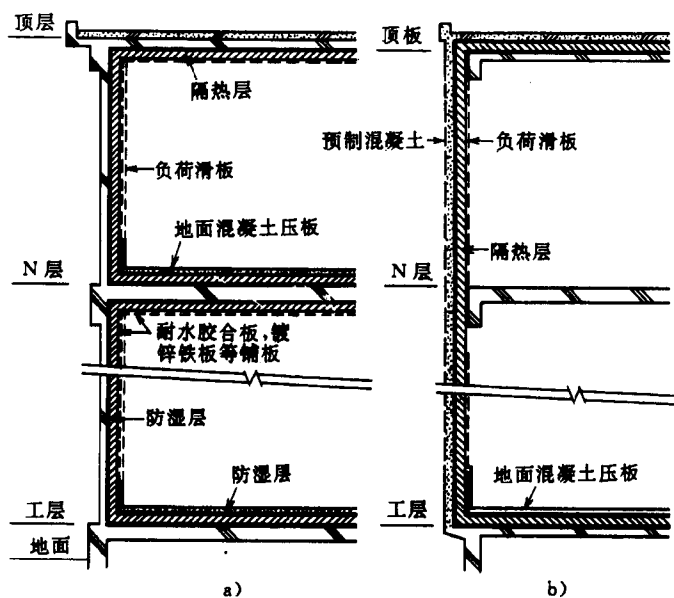 顶层
隔热层
负荷滑板
地面混凝土压板
N层
耐水胶合板,镀
锌铁板等铺板
防湿层
防湿层
工层
地面
a)
顶板
预制混凝土
负荷滑板
隔热层
N层
地面混凝土压板
工层
b)